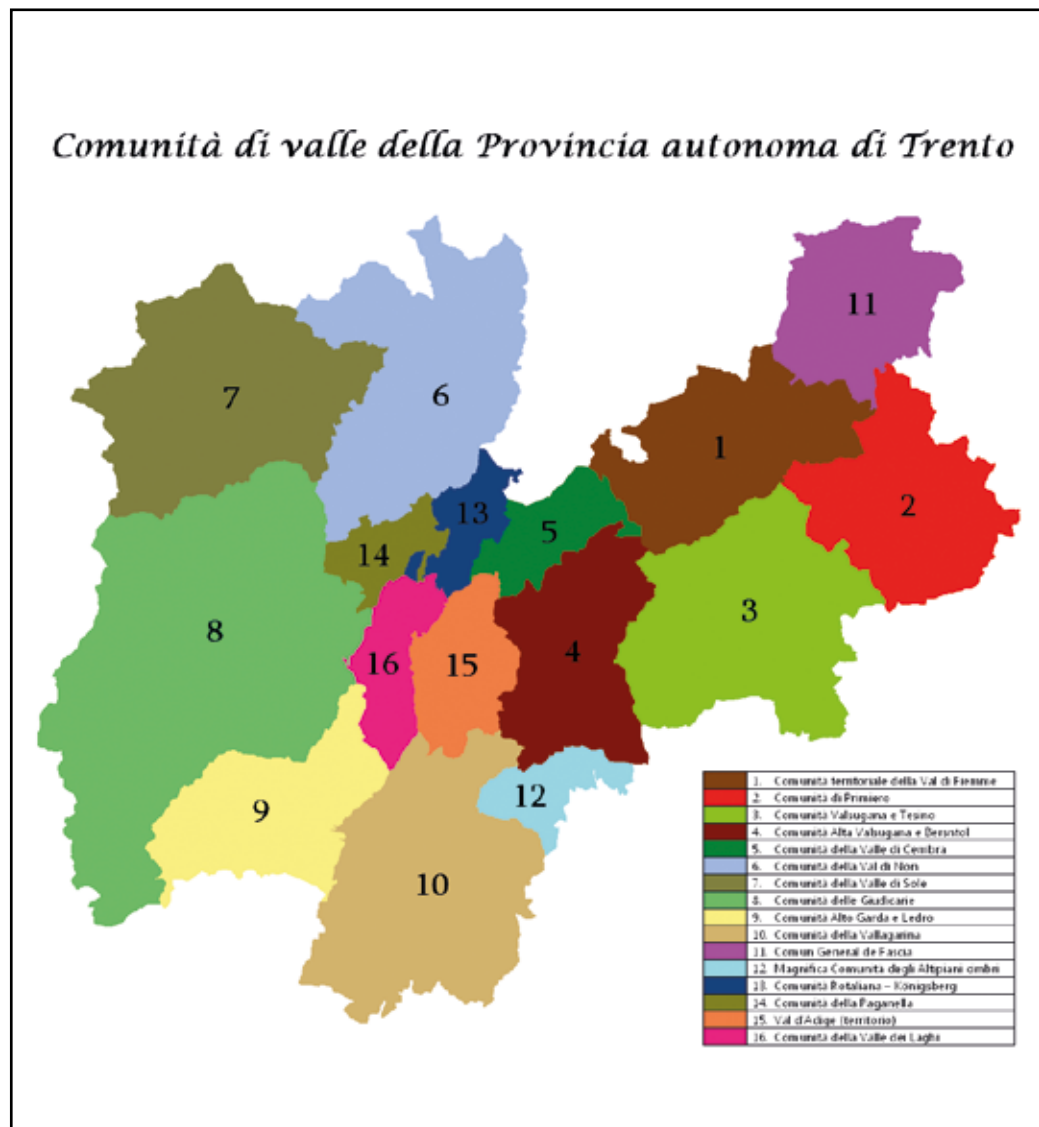 Comunità di valle della Provincia autonoma di Trento
11
7
6
1
13
2
5
14
3
8
16
15
4
12
9
10
1. Comunità territoriale della Val di Fiemme
2. Comunità di Primiero
3. Comunità Valsugana e Tesino
4. Comunità Alta Valsugana e Bersntol
5. Comunità della Valle di Cembra
6. Comunità della Val di Non
7. Comunità della Valle di Sole
8. Comunità delle Giudicarie
9. Comunità Alto Garda e Ledro
10. Comunità della Vallagarina
11. Comun General de Fascia
12. Magnifica Comunità degli Altipiani cimbri
13. Comunità Rotaliana – Königsberg
14. Comunità della Paganella
15. Val d'Adige (territorio)
16. Comunità della Valle dei Laghi